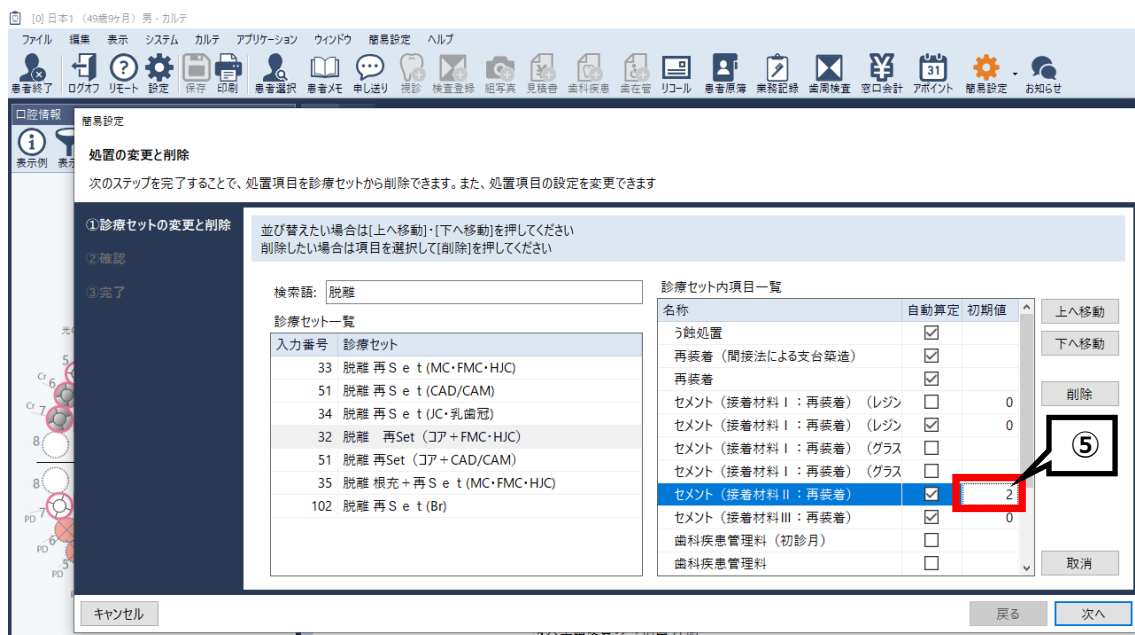 [0] 日本1 （49歳9ケ月）男 - カルテ
ファイル 編集 表示 システム カルテ アプリケーション ウインドウ 簡易設定 ヘルプ
患者終了 ログオフ リモート 設定 保存 印刷 患者選択 患者メモ 申し送り 視診 検査登録 組写真 見積書 歯科疾患 歯在管 リコール 患者原簿 業務記録 歯周検査 窓口会計 アポイント 簡易設定 お知らせ
口腔情報
表示例
簡易設定
処置の変更と削除
次のステップを完了することで、処置項目を診療セットから削除できます。また、処置項目の設定を変更できます
①診療セットの変更と削除
②確認
③完了
並び替えたい場合は[上へ移動]・[下へ移動]を押してください
削除したい場合は項目を選択して[削除]を押してください
検索語: 脱離
診療セット一覧
入力番号 診療セット
33 脱離 再Ｓｅｔ(MC・FMC・HJC)
51 脱離 再Ｓｅｔ(CAD/CAM)
34 脱離 再Ｓｅｔ(JC・乳歯冠)
32 脱離　再Set（コア＋FMC・HJC）
51 脱離 再Set（コア＋CAD/CAM）
35 脱離 根充＋再Ｓｅｔ(MC・FMC・HJC)
102 脱離 再Ｓｅｔ(Br)
診療セット内項目一覧
名称 自動算定 初期値
う蝕処置
再装着（間接法による支台築造）
再装着
セメント（接着材料Ⅰ：再装着）（レジン 0
セメント（接着材料Ⅰ：再装着）（レジン 0
セメント（接着材料Ⅰ：再装着）（グラス
セメント（接着材料Ⅰ：再装着）（グラス
セメント（接着材料Ⅱ：再装着） 2
セメント（接着材料Ⅲ：再装着） 0
歯科疾患管理料（初診月）
歯科疾患管理料
上へ移動
下へ移動
削除
⑤
取消
5
Cr 6
Cr 7
8
8
PD 7
PD 6
PD 5
キャンセル
戻る
次へ